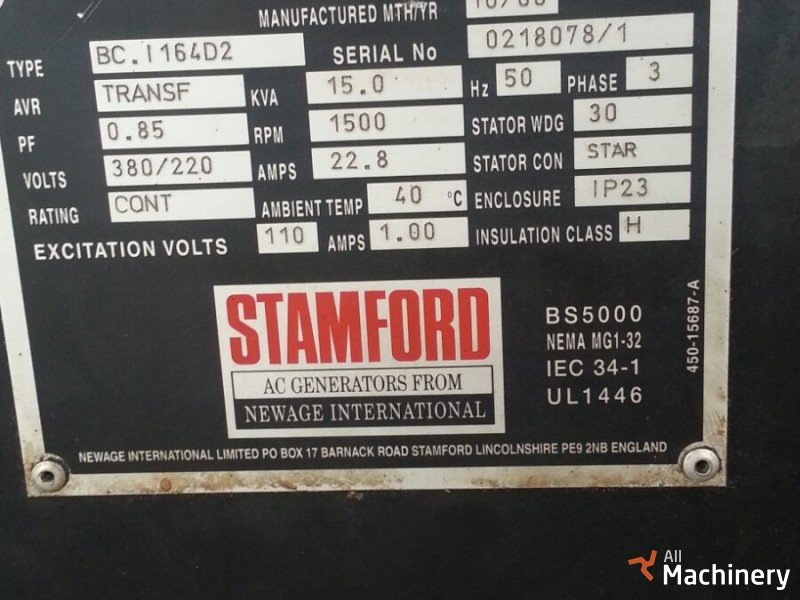 MANUFACTURED MTH/YR
TYPE BC.I164D2 SERIAL No 0218078/1
AVR TRANSF KVA 15.0 Hz 50 PHASE 3
PF 0.85 RPM 1500 STATOR WDG 30
VOLTS 380/220 AMPS 22.8 STATOR CON STAR
RATING CONT AMBIENT TEMP 40 °C ENCLOSURE IP23
EXCITATION VOLTS 110 AMPS 1.00 INSULATION CLASS H
STAMFORD
AC GENERATORS FROM
NEWAGE INTERNATIONAL
BS5000
NEMA MG1-32
IEC 34-1
UL1446
450-15687-A
NEWAGE INTERNATIONAL LIMITED PO BOX 17 BARNACK ROAD STAMFORD LINCOLNSHIRE PE9 2NB ENGLAND
All
Machinery